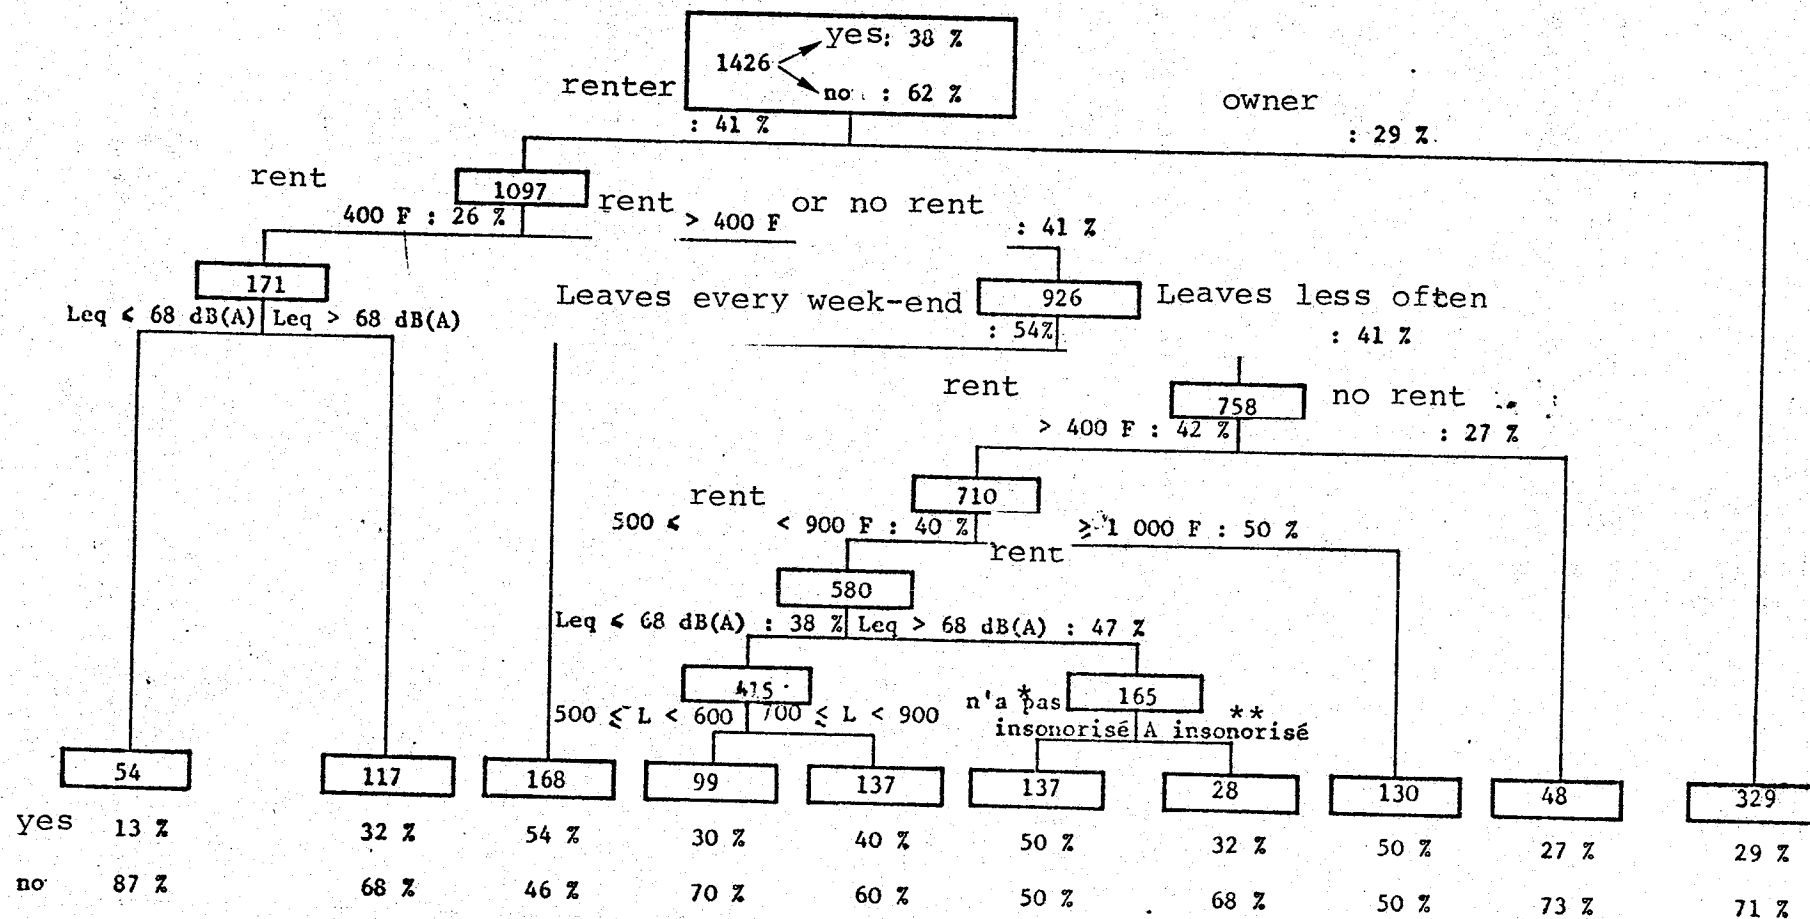 yes: 38 %
1426
no : 62 %
renter
: 41 %
owner
: 29 %
rent
1097
400 F : 26 %
rent > 400 F or no rent
: 41 %
171
Leq ≤ 68 dB(A) Leq > 68 dB(A)
Leaves every week-end 926 Leaves less often
: 54%
: 41 %
rent
758
no rent :
> 400 F : 42 %
: 27 %
rent
710
500 ≤ < 900 F : 40 %
≥ 1 000 F : 50 %
rent
580
Leq ≤ 68 dB(A) : 38 % Leq > 68 dB(A) : 47 %
415
165
500 ≤ L < 600 700 ≤ L < 900
n'a *pas
insonorisé A insonorisé
**
54 117 168 99 137 137 28 130 48 329
yes 13 % 32 % 54 % 30 % 40 % 50 % 32 % 50 % 27 % 29 %
no 87 % 68 % 46 % 70 % 60 % 50 % 68 % 50 % 73 % 71 %